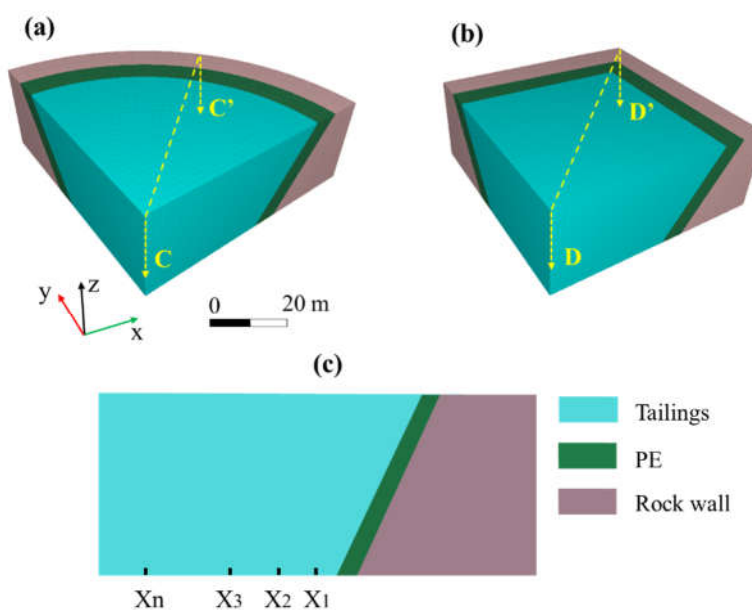 (a)
(b)
C'
D'
C
D
z
y
x
0 20 m
(c)
Tailings
PE
Rock wall
Xn X3 X2 X1